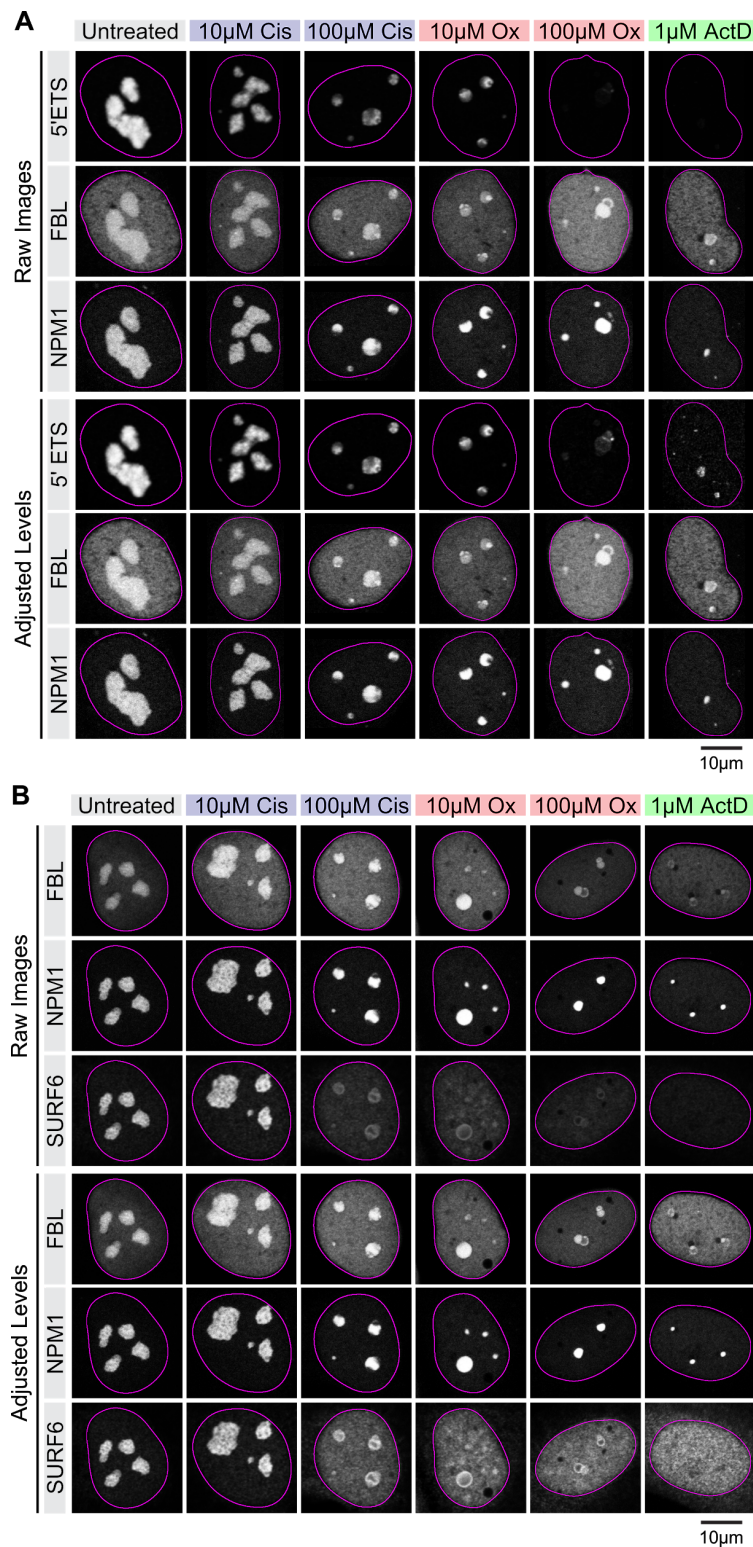 A
Untreated 10µM Cis 100µM Cis 10µM Ox 100µM Ox 1µM ActD
Raw Images
5'ETS
FBL
NPM1
Adjusted Levels
5' ETS
FBL
NPM1
10µm
B
Untreated 10µM Cis 100µM Cis 10µM Ox 100µM Ox 1µM ActD
Raw Images
FBL
NPM1
SURF6
Adjusted Levels
FBL
NPM1
SURF6
10µm